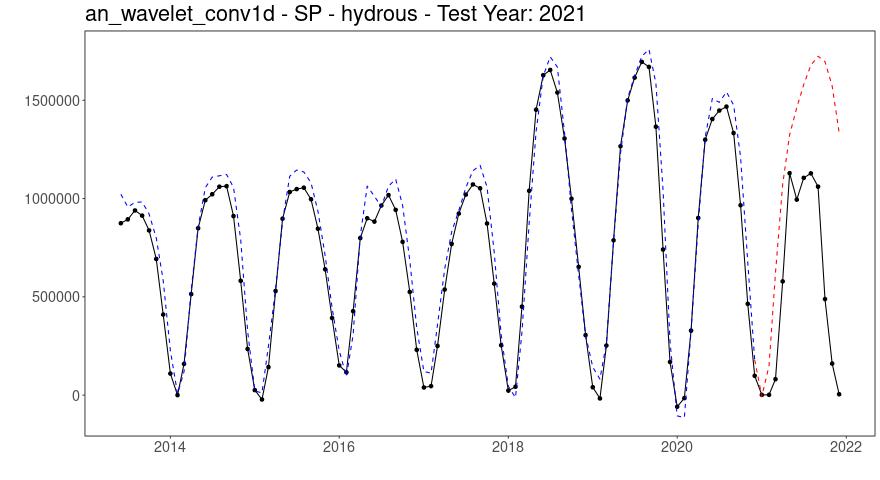 an_wavelet_conv1d - SP - hydrous - Test Year: 2021
1500000
1000000
500000
0
2014 2016 2018 2020 2022